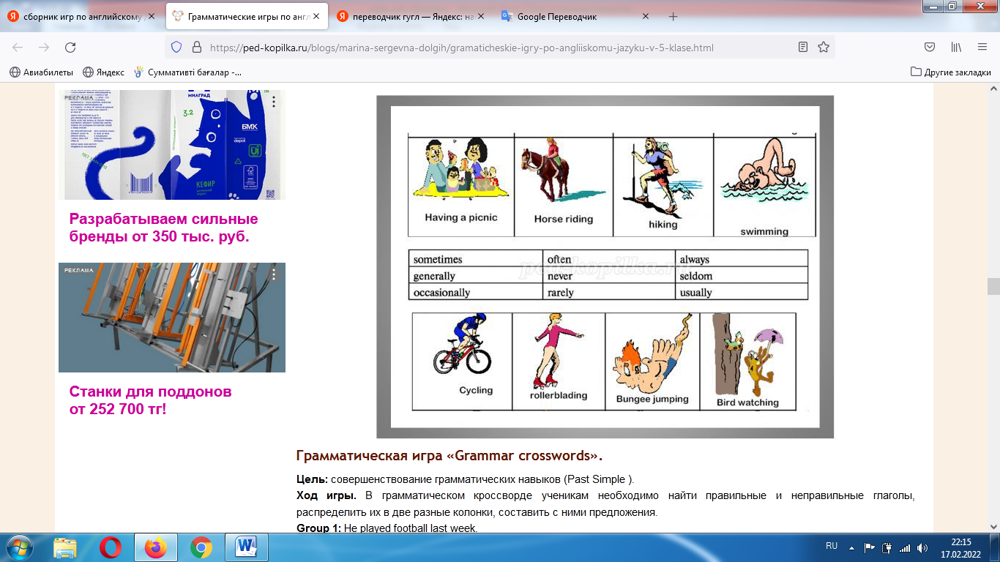 сборник игр по английскому
Грамматические игры по англ
переводчик гугл — Яндекс: на
Google Переводчик
https://ped-kopilka.ru/blogs/marina-sergevna-dolgih/gramaticheskie-igry-po-angliiskomu-jazyku-v-5-klase.html
Авиабилеты Яндекс Суммативті бағалар -... Другие закладки
РЕКЛАМА
МИЛГРАД
3.2
БМК
depot
КЕФИР
Разрабатываем сильные
бренды от 350 тыс. руб.
РЕКЛАМА
Станки для поддонов
от 252 700 тг!
Having a picnic
Horse riding
hiking
swimming
sometimes often always
generally never seldom
occasionally rarely usually
ped-kopilka.ru
Cycling
rollerblading
Bungee jumping
Bird watching
Грамматическая игра «Grammar crosswords».
Цель: совершенствование грамматических навыков (Past Simple ).
Ход игры. В грамматическом кроссворде ученикам необходимо найти правильные и неправильные глаголы,
распределить их в две разные колонки, составить с ними предложения.
Group 1: He played football last week.
RU
22:15
17.02.2022